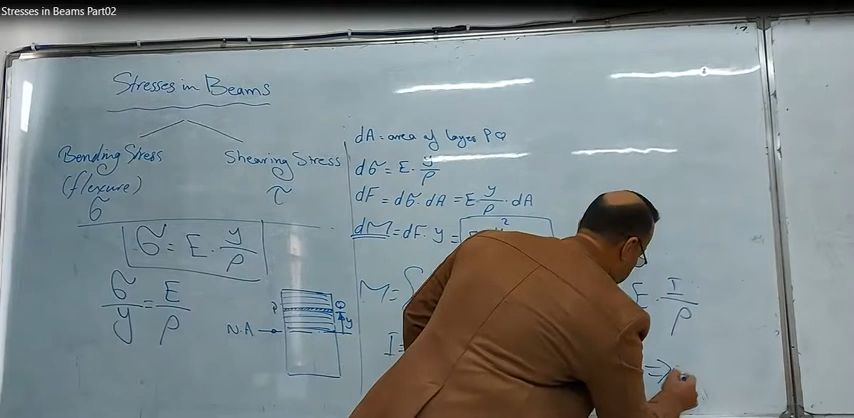 Stresses in Beams Part02
Stresses in Beams
Bending Stress
(flexure)
σ
Shearing Stress
τ
σ = E · y/ρ
σ/y = E/ρ
P
Q
y
N.A
dA = area of layer PQ
dσ = E · y/ρ
dF = dσ · dA = E · y/ρ · dA
dM = dF · y =
M = ∫
E · I/ρ
I =
=>